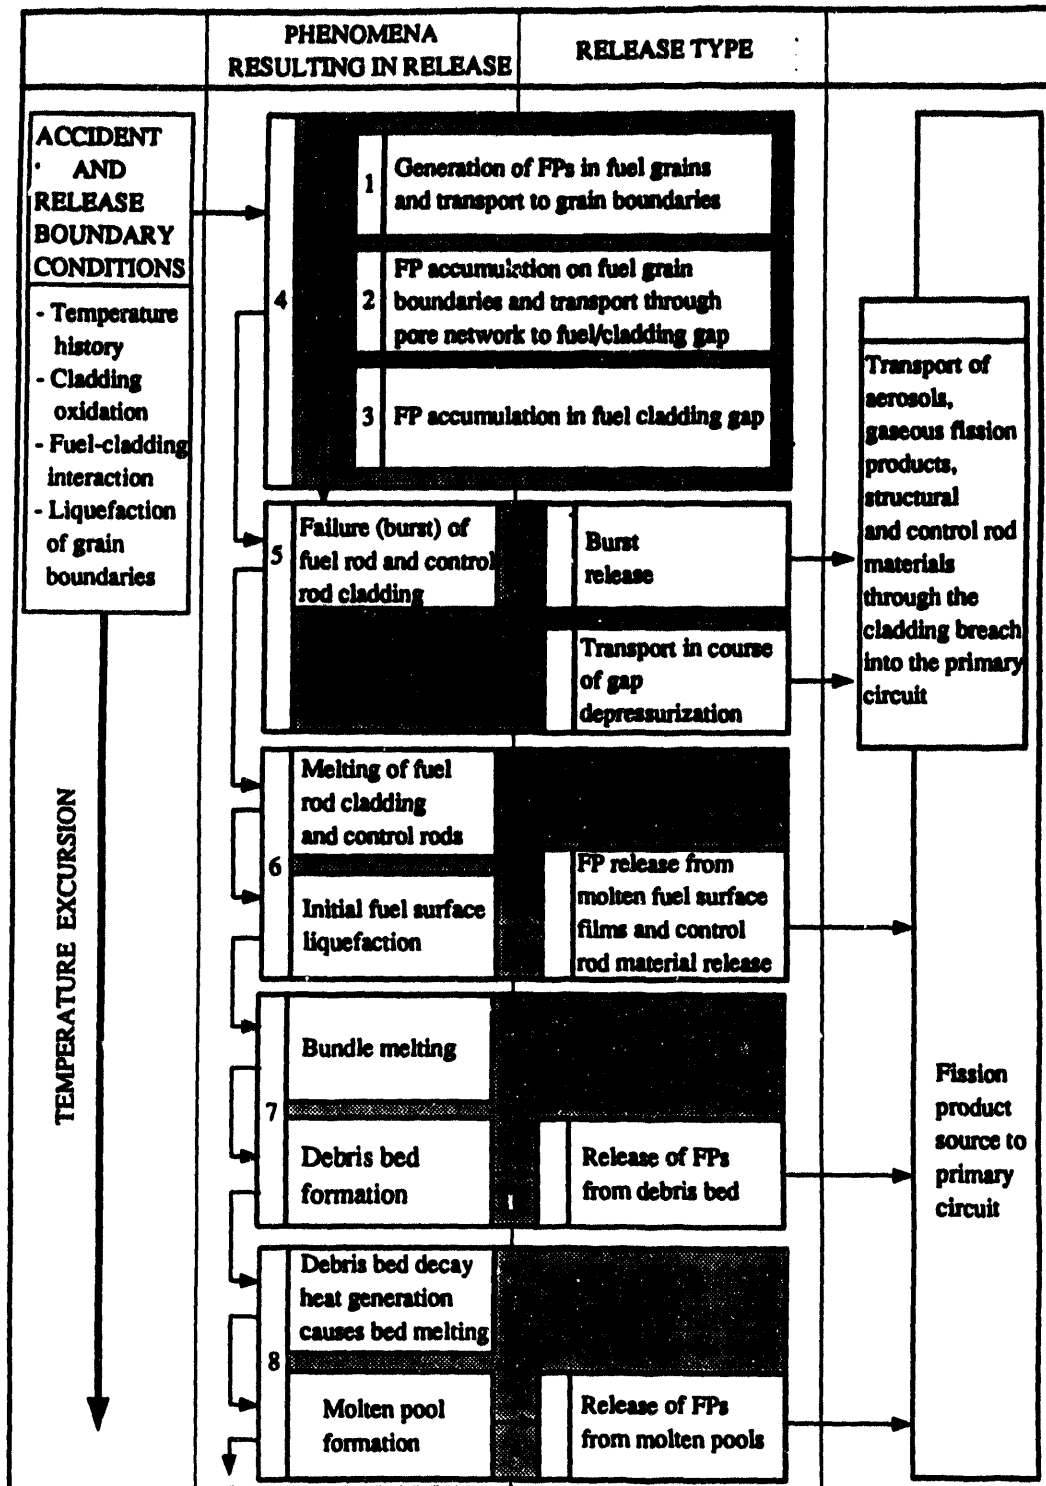 PHENOMENA
RESULTING IN RELEASE
RELEASE TYPE
ACCIDENT
AND
RELEASE
BOUNDARY
CONDITIONS
- Temperature
history
- Cladding
oxidation
- Fuel-cladding
interaction
- Liquefaction
of grain
boundaries
TEMPERATURE EXCURSION
4
1
Generation of FPs in fuel grains
and transport to grain boundaries
2
FP accumulation on fuel grain
boundaries and transport through
pore network to fuel/cladding gap
3
FP accumulation in fuel cladding gap
5
Failure (burst) of
fuel rod and control
rod cladding
Burst
release
Transport in course
of gap
depressurization
6
Melting of fuel
rod cladding
and control rods
Initial fuel surface
liquefaction
FP release from
molten fuel surface
films and control
rod material release
7
Bundle melting
Debris bed
formation
Release of FPs
from debris bed
8
Debris bed decay
heat generation
causes bed melting
Molten pool
formation
Release of FPs
from molten pools
Transport of
aerosols,
gaseous fission
products,
structural
and control rod
materials
through the
cladding breach
into the primary
circuit
Fission
product
source to
primary
circuit